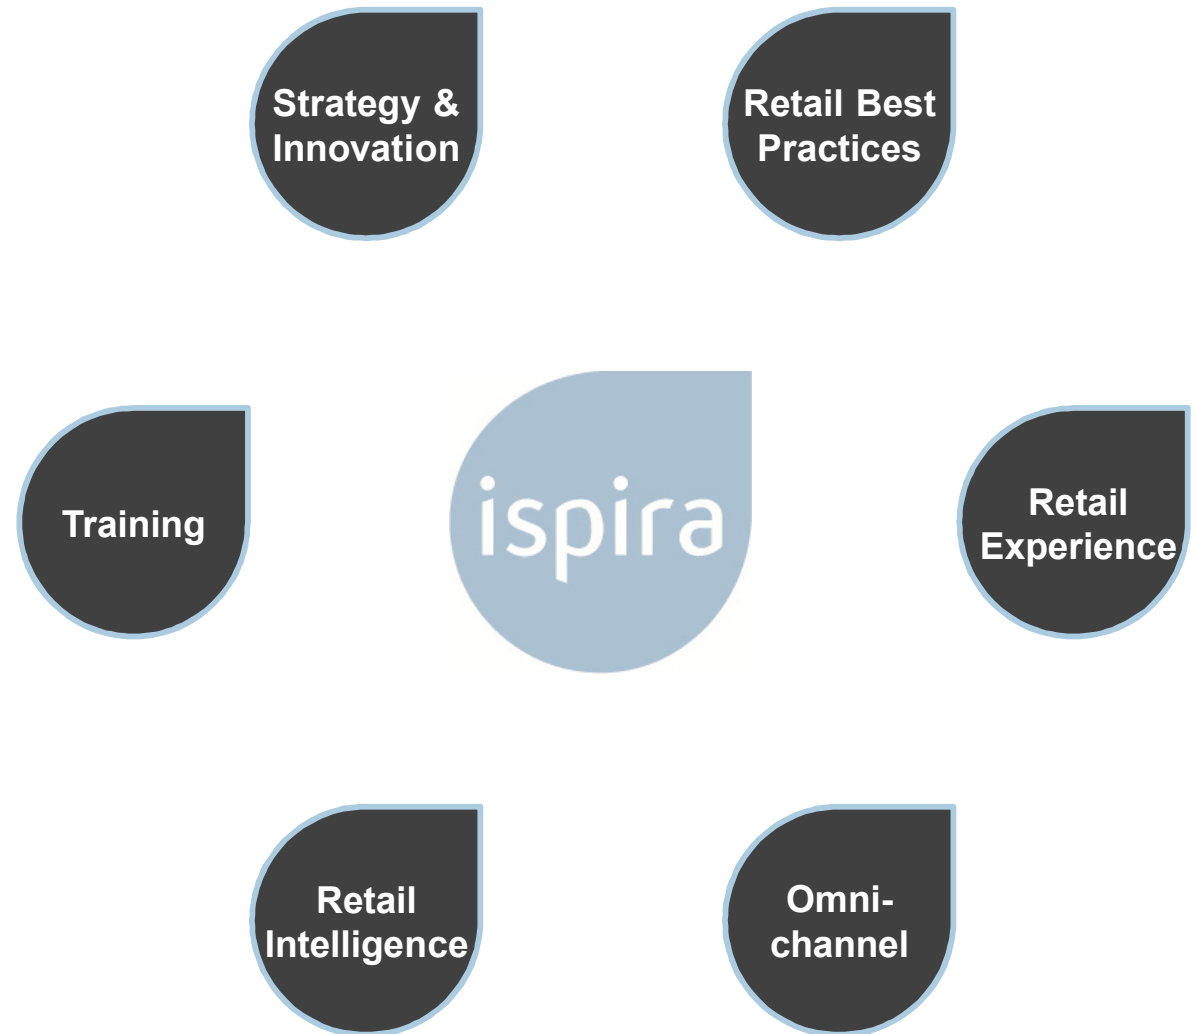 Strategy &
Innovation
Retail Best
Practices
Training
ispira
Retail
Experience
Retail
Intelligence
Omni-
channel